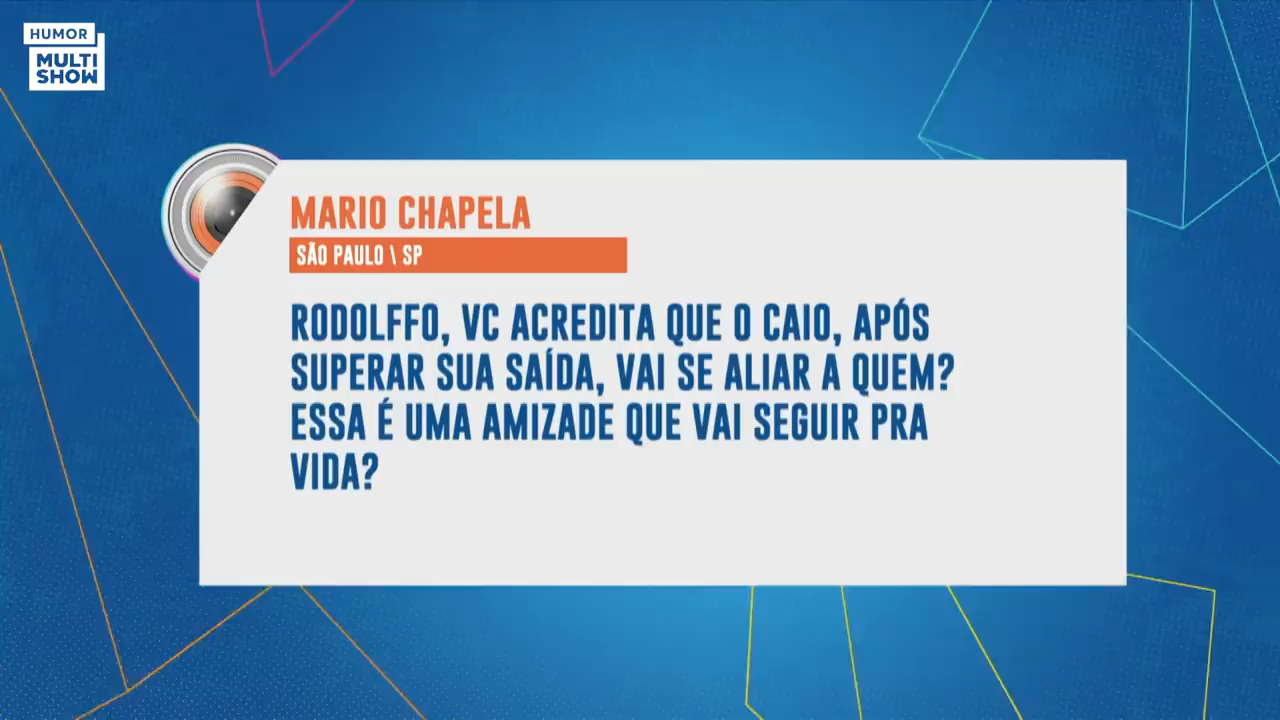 HUMOR
MULTI
SHOW
MARIO CHAPELA
SÃO PAULO \ SP
RODOLFFO, VC ACREDITA QUE O CAIO, APÓS
SUPERAR SUA SAÍDA, VAI SE ALIAR A QUEM?
ESSA É UMA AMIZADE QUE VAI SEGUIR PRA
VIDA?